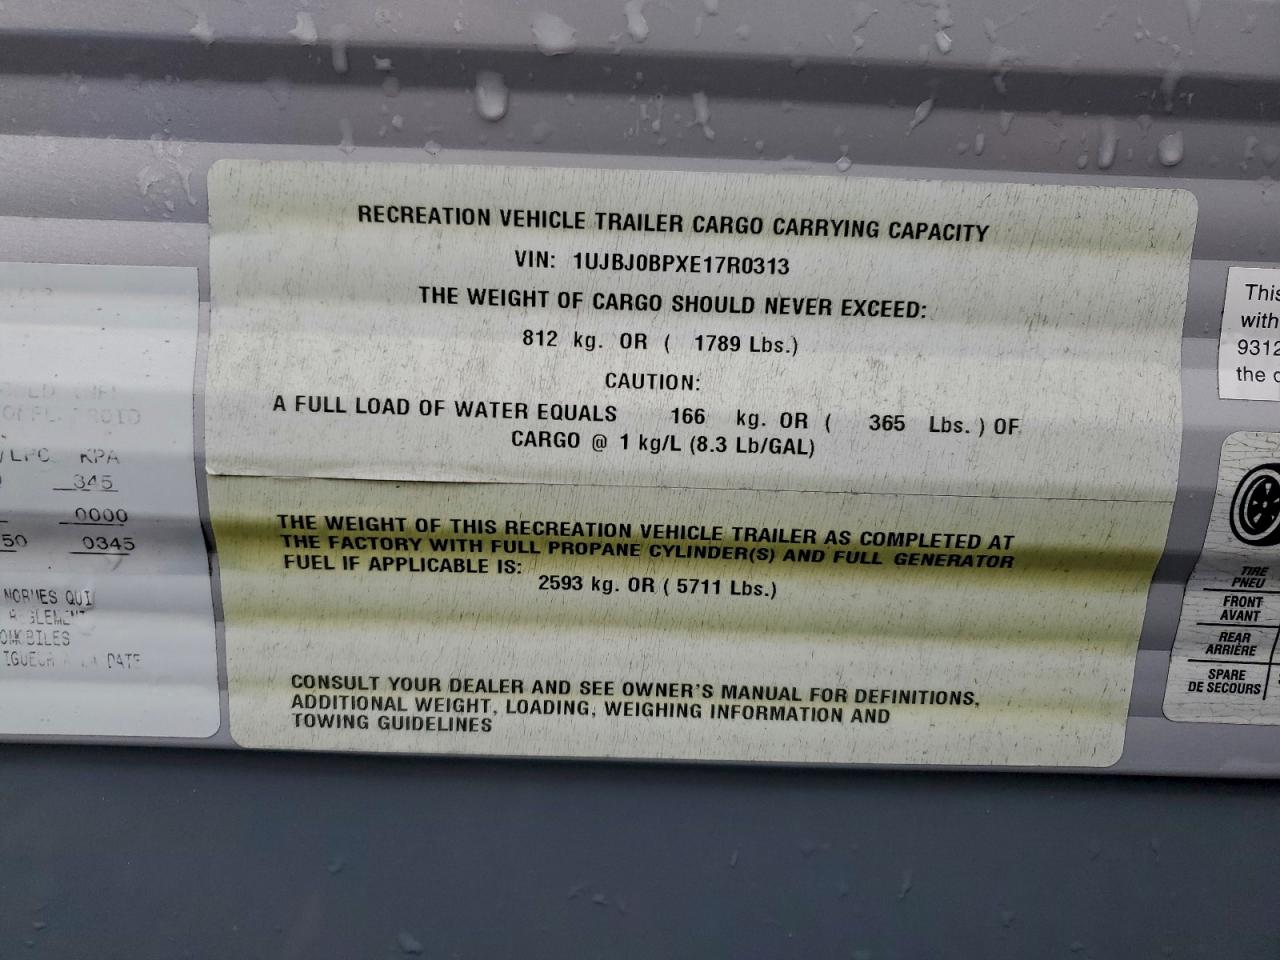 KPA
345
0000
50 0345
NORMES QUI
RECREATION VEHICLE TRAILER CARGO CARRYING CAPACITY
VIN: 1UJBJ0BPXE17R0313
THE WEIGHT OF CARGO SHOULD NEVER EXCEED:
812 kg. OR ( 1789 Lbs.)
CAUTION:
A FULL LOAD OF WATER EQUALS 166 kg. OR ( 365 Lbs. ) OF
CARGO @ 1 kg/L (8.3 Lb/GAL)
THE WEIGHT OF THIS RECREATION VEHICLE TRAILER AS COMPLETED AT
THE FACTORY WITH FULL PROPANE CYLINDER(S) AND FULL GENERATOR
FUEL IF APPLICABLE IS:
2593 kg. OR ( 5711 Lbs.)
CONSULT YOUR DEALER AND SEE OWNER'S MANUAL FOR DEFINITIONS,
ADDITIONAL WEIGHT, LOADING, WEIGHING INFORMATION AND
TOWING GUIDELINES
This
with
9312
the
TIRE
PNEU
FRONT
AVANT
REAR
ARRIÈRE
SPARE
DE SECOURS